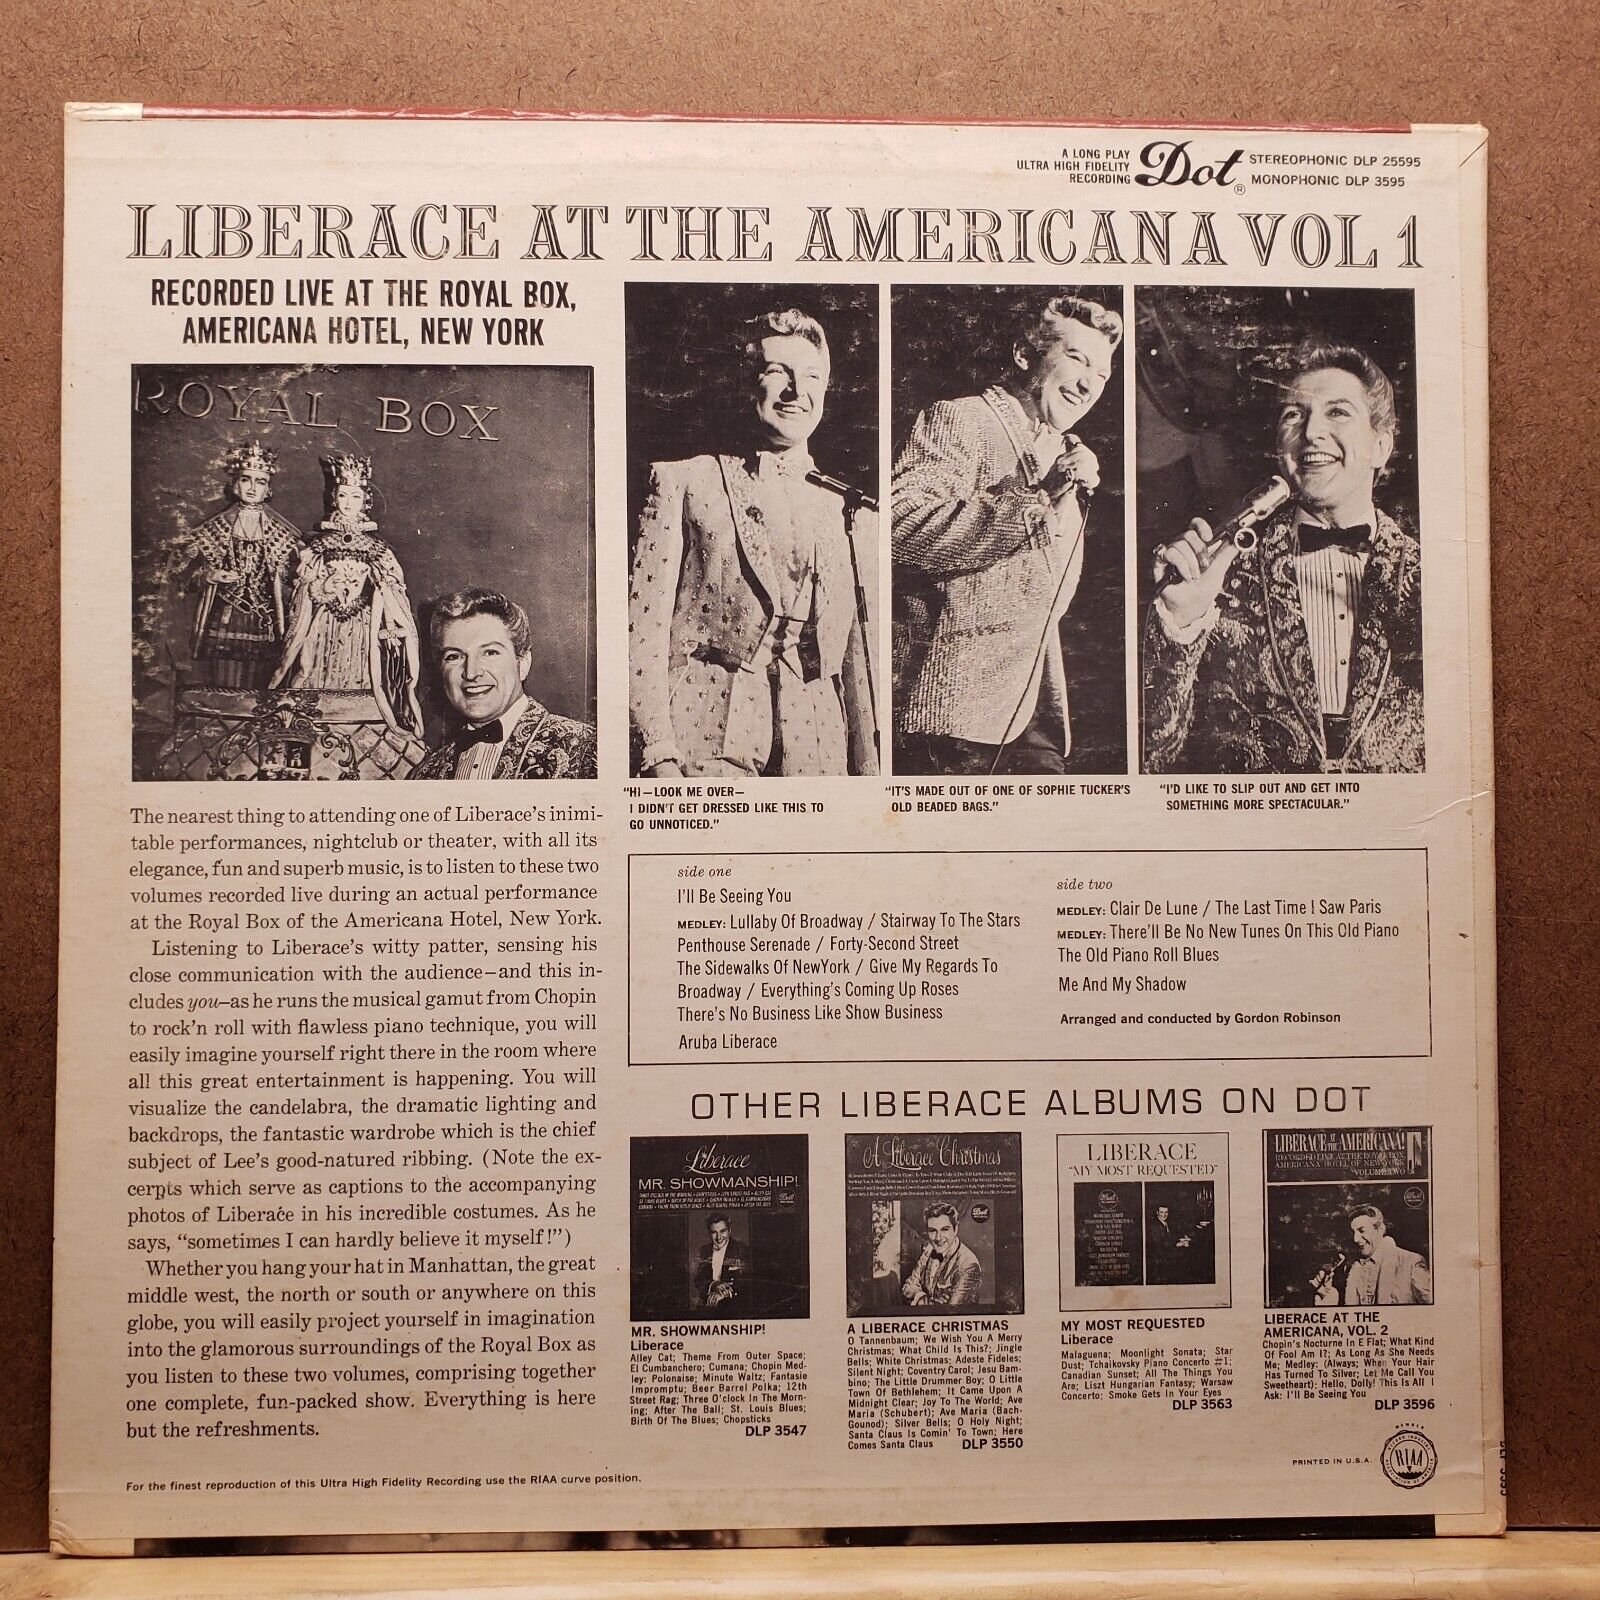 A LONG PLAY
ULTRA HIGH FIDELITY
RECORDING
Dot®
STEREOPHONIC DLP 25595
MONOPHONIC DLP 3595
LIBERACE AT THE AMERICANA VOL 1
RECORDED LIVE AT THE ROYAL BOX,
AMERICANA HOTEL, NEW YORK
ROYAL BOX
"HI—LOOK ME OVER—
I DIDN'T GET DRESSED LIKE THIS TO
GO UNNOTICED."
"IT'S MADE OUT OF ONE OF SOPHIE TUCKER'S
OLD BEADED BAGS."
"I'D LIKE TO SLIP OUT AND GET INTO
SOMETHING MORE SPECTACULAR."
The nearest thing to attending one of Liberace's inimi-
table performances, nightclub or theater, with all its
elegance, fun and superb music, is to listen to these two
volumes recorded live during an actual performance
at the Royal Box of the Americana Hotel, New York.
Listening to Liberace's witty patter, sensing his
close communication with the audience—and this in-
cludes you—as he runs the musical gamut from Chopin
to rock'n roll with flawless piano technique, you will
easily imagine yourself right there in the room where
all this great entertainment is happening. You will
visualize the candelabra, the dramatic lighting and
backdrops, the fantastic wardrobe which is the chief
subject of Lee's good-natured ribbing. (Note the ex-
cerpts which serve as captions to the accompanying
photos of Liberace in his incredible costumes. As he
says, "sometimes I can hardly believe it myself!")
Whether you hang your hat in Manhattan, the great
middle west, the north or south or anywhere on this
globe, you will easily project yourself in imagination
into the glamorous surroundings of the Royal Box as
you listen to these two volumes, comprising together
one complete, fun-packed show. Everything is here
but the refreshments.
side one
I'll Be Seeing You
MEDLEY: Lullaby Of Broadway / Stairway To The Stars
Penthouse Serenade / Forty-Second Street
The Sidewalks Of NewYork / Give My Regards To
Broadway / Everything's Coming Up Roses
There's No Business Like Show Business
Aruba Liberace
side two
MEDLEY: Clair De Lune / The Last Time I Saw Paris
MEDLEY: There'll Be No New Tunes On This Old Piano
The Old Piano Roll Blues
Me And My Shadow
Arranged and conducted by Gordon Robinson
OTHER LIBERACE ALBUMS ON DOT
Liberace
MR. SHOWMANSHIP!
A Liberace Christmas
LIBERACE
"MY MOST REQUESTED"
LIBERACE AT THE AMERICANA!
RECORDED LIVE AT THE ROYAL BOX
AMERICANA HOTEL OF NEW YORK
VOLUME TWO
MR. SHOWMANSHIP!
Liberace
Alley Cat; Theme From Outer Space;
El Cumbanchero; Cumana; Chopin Med-
ley: Polonaise; Minute Waltz; Fantasie
Impromptu; Beer Barrel Polka; 12th
Street Rag; Three O'clock In The Morn-
ing; After The Ball; St. Louis Blues;
Birth Of The Blues; Chopsticks
DLP 3547
A LIBERACE CHRISTMAS
O Tannenbaum; We Wish You A Merry
Christmas; What Child Is This?; Jingle
Bells; White Christmas; Adeste Fideles;
Silent Night; Coventry Carol; Jesu Bam-
bino; The Little Drummer Boy; O Little
Town Of Bethlehem; It Came Upon A
Midnight Clear; Joy To The World; Ave
Maria (Schubert); Ave Maria (Bach-
Gounod); Silver Bells; O Holy Night;
Santa Claus Is Comin' To Town; Here
Comes Santa Claus DLP 3550
MY MOST REQUESTED
Liberace
Malaguena; Moonlight Sonata; Star
Dust; Tchaikovsky Piano Concerto #1;
Canadian Sunset; All The Things You
Are; Liszt Hungarian Fantasy; Warsaw
Concerto; Smoke Gets In Your Eyes
DLP 3563
LIBERACE AT THE
AMERICANA, VOL. 2
Chopin's Nocturne In E Flat; What Kind
Of Fool Am I?; As Long As She Needs
Me; Medley: (Always; When Your Hair
Has Turned To Silver; Let Me Call You
Sweetheart); Hello, Dolly! This Is All I
Ask; I'll Be Seeing You
DLP 3596
For the finest reproduction of this Ultra High Fidelity Recording use the RIAA curve position.
PRINTED IN U.S.A.
MEMBER
RECORD INDUSTRY
ASSOCIATION OF AMERICA
RIAA